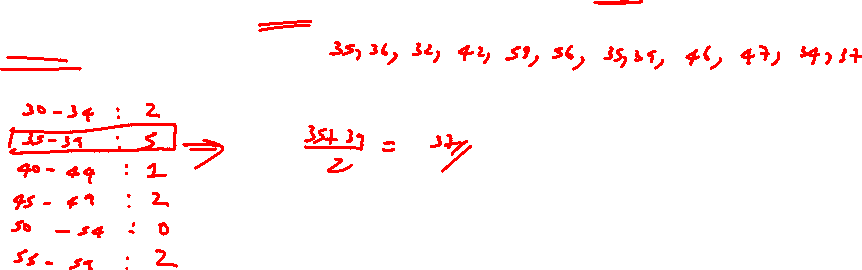 35, 36, 32, 42, 59, 56, 35, 39, 46, 47, 34, 37
30 - 34 : 2
35 - 39 : 5
40 - 44 : 1
45 - 49 : 2
50 - 54 : 0
55 - 59 : 2
35+39 / 2 = 37